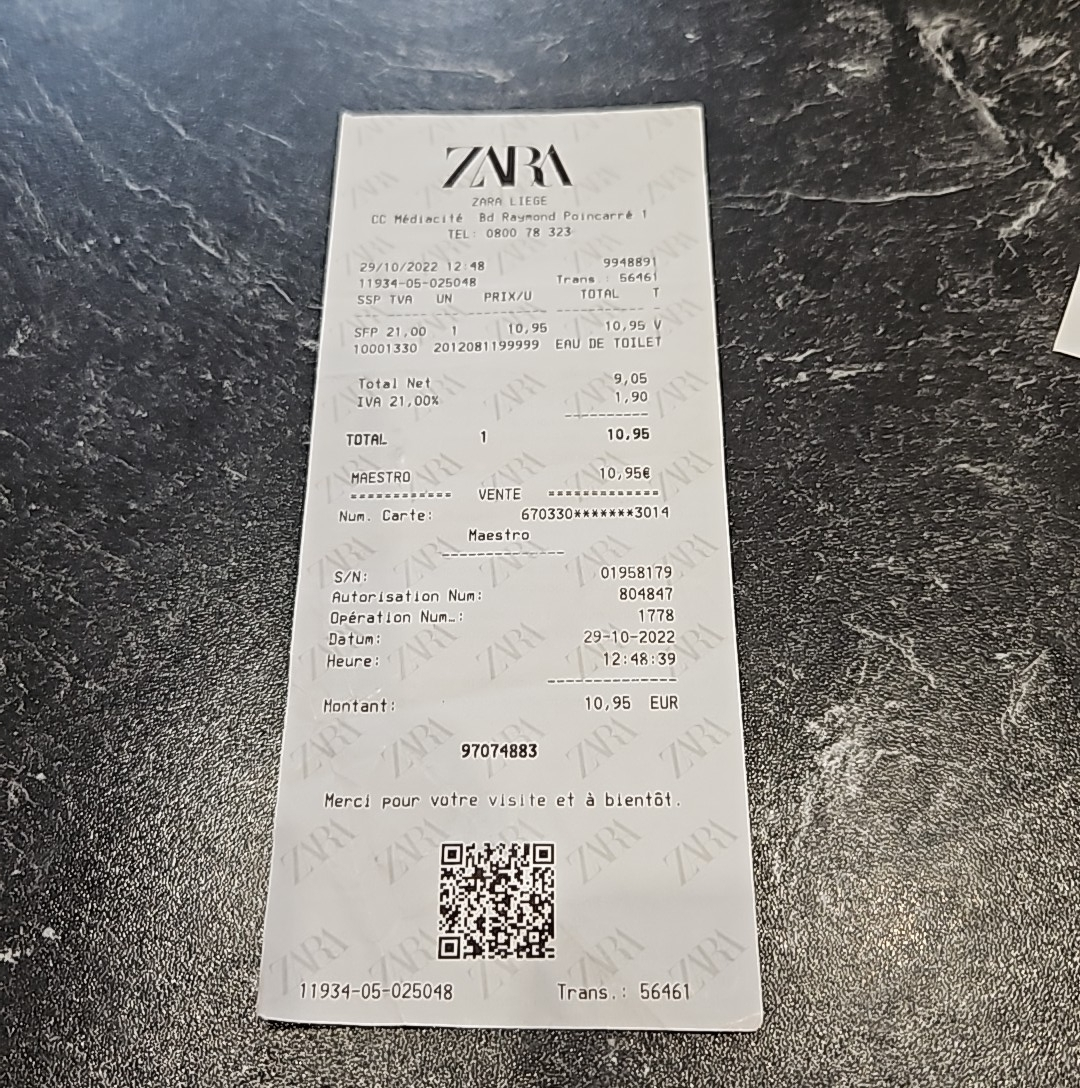 ZARA
ZARA LIEGE
CC Médiacité Bd Raymond Poincarré 1
TEL: 0800 78 323
29/10/2022 12:48 9948891
11934-05-025048 Trans : 56461
SSP TVA UN PRIX/U TOTAL T
SFP 21,00 1 10,95 10,95 V
10001330 2012081199999 EAU DE TOILET
Total Net 9,05
IVA 21,00% 1,90
TOTAL 1 10,95
MAESTRO 10,95€
============ VENTE =============
Num. Carte: 670330*******3014
Maestro
S/N: 01958179
Autorisation Num: 804847
Opération Num.: 1778
Datum: 29-10-2022
Heure: 12:48:39
Montant: 10,95 EUR
97074883
Merci pour votre visite et à bientôt.
11934-05-025048 Trans.: 56461